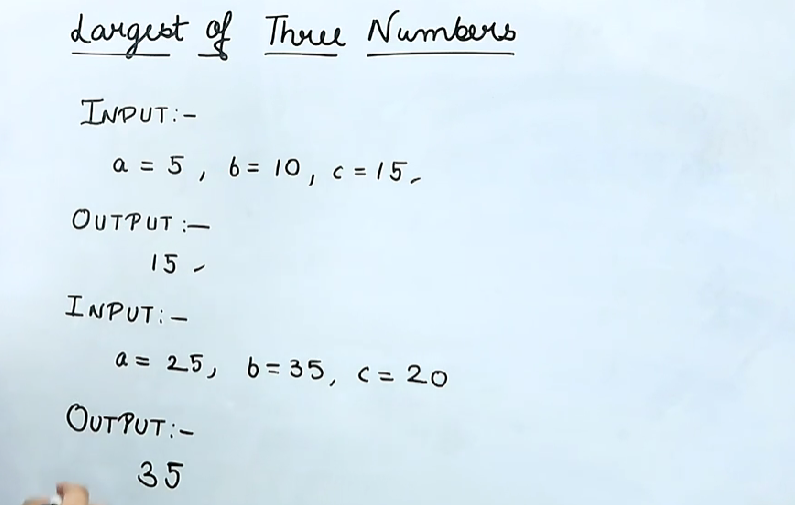 Largest of Three Numbers
INPUT:-
a = 5, b = 10, c = 15
OUTPUT:-
15
INPUT:-
a = 25, b = 35, c = 20
OUTPUT:-
35